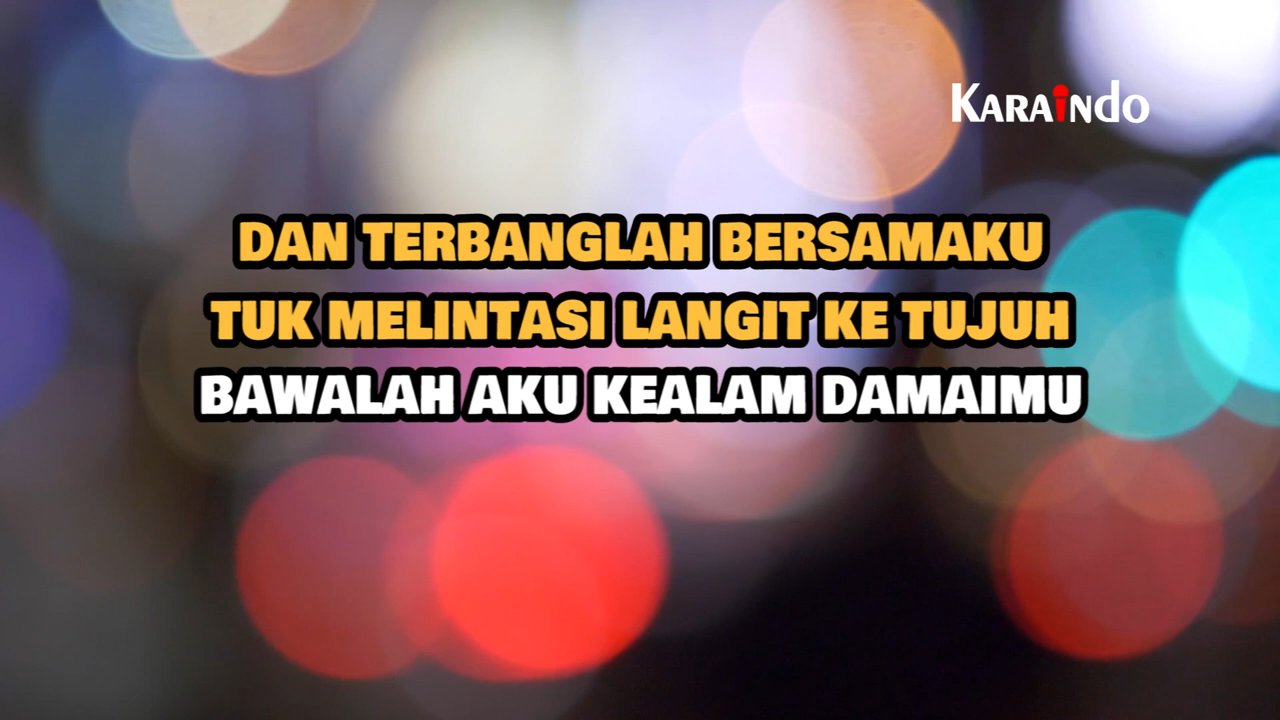 KARAINDO
DAN TERBANGLAH BERSAMAKU
TUK MELINTASI LANGIT KE TUJUH
BAWALAH AKU KEALAM DAMAIMU